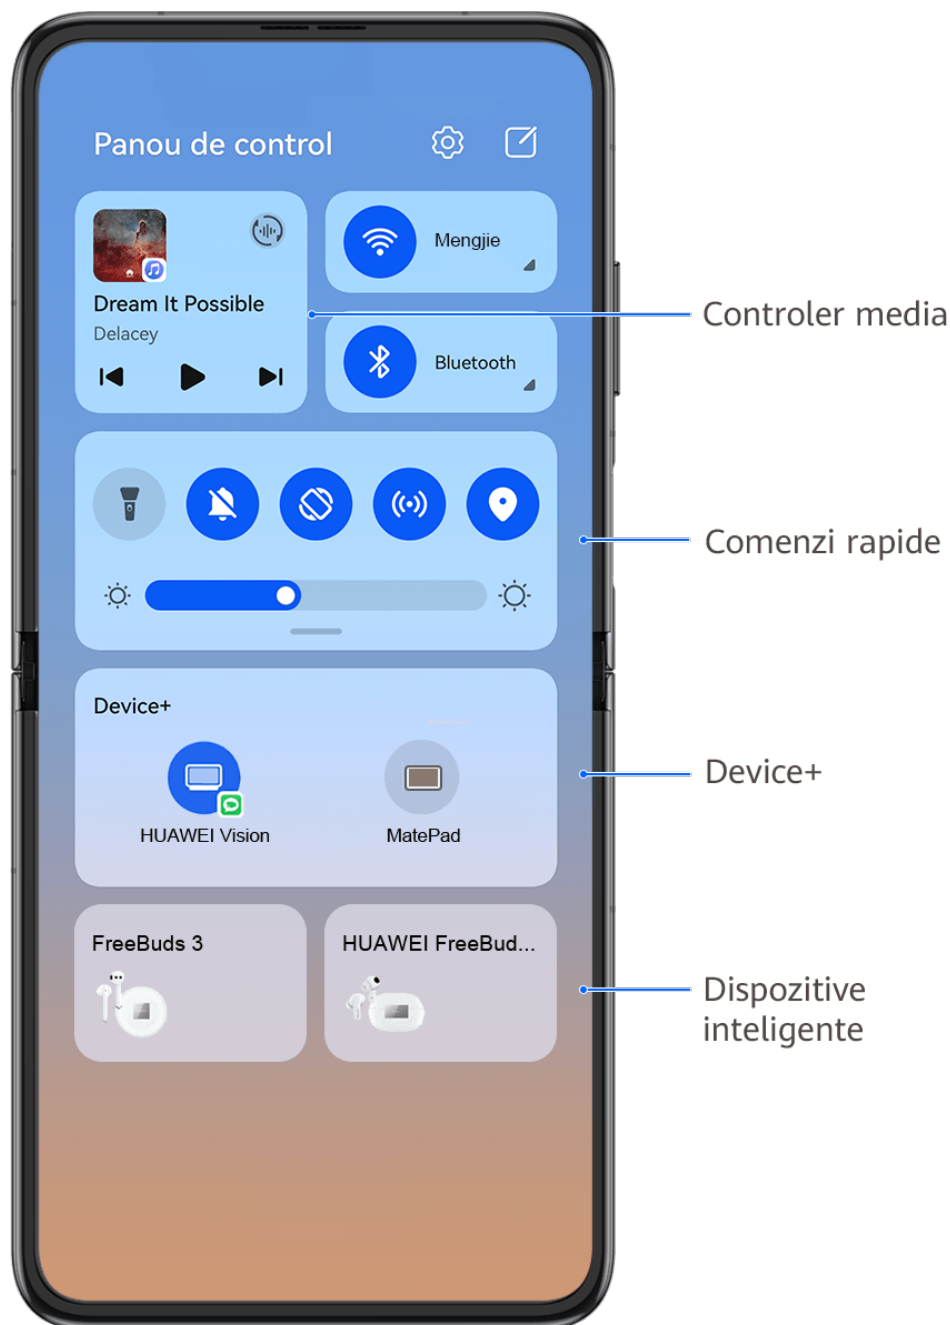 Panou de control
Mengjie
Dream It Possible
Delacey
Controler media
Bluetooth
Comenzi rapide
Device+
Device+
HUAWEI Vision
MatePad
FreeBuds 3
HUAWEI FreeBud...
Dispozitive
inteligente